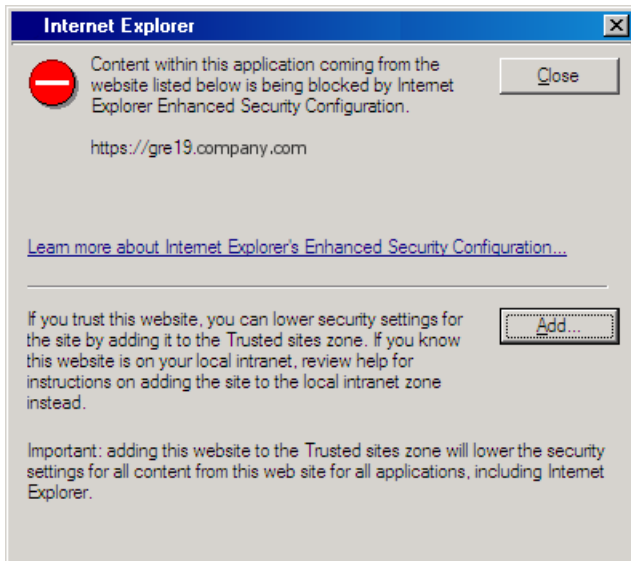 Internet Explorer
Content within this application coming from the
website listed below is being blocked by Internet
Explorer Enhanced Security Configuration.
Close
https://gre19.company.com
Learn more about Internet Explorer's Enhanced Security Configuration...
If you trust this website, you can lower security settings for
the site by adding it to the Trusted sites zone. If you know
this website is on your local intranet, review help for
instructions on adding the site to the local intranet zone
instead.
Add...
Important: adding this website to the Trusted sites zone will lower the security
settings for all content from this web site for all applications, including Internet
Explorer.